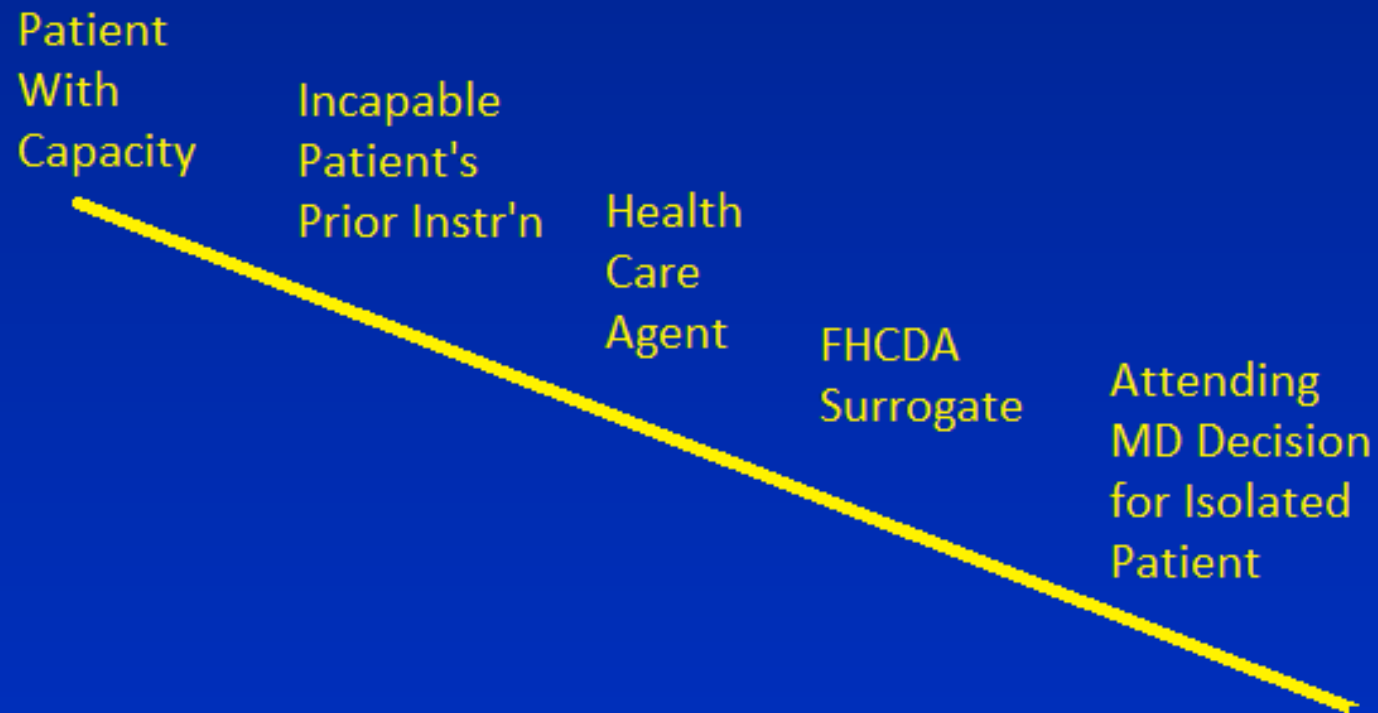 Patient
With
Capacity
Incapable
Patient's
Prior Instr'n
Health
Care
Agent
FHCDA
Surrogate
Attending
MD Decision
for Isolated
Patient